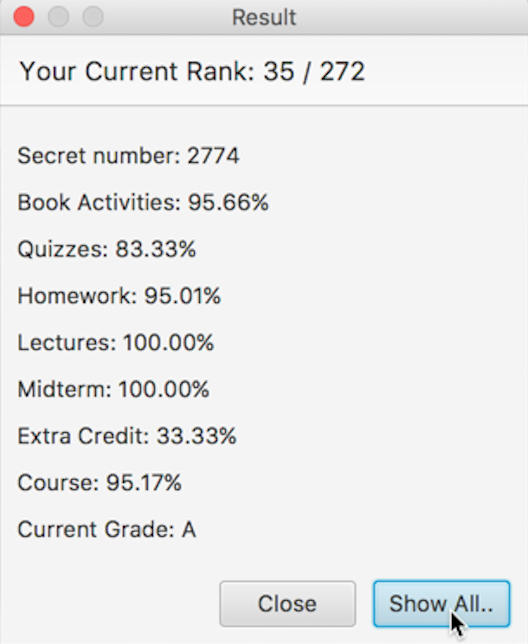 Result
Your Current Rank: 35 / 272
Secret number: 2774
Book Activities: 95.66%
Quizzes: 83.33%
Homework: 95.01%
Lectures: 100.00%
Midterm: 100.00%
Extra Credit: 33.33%
Course: 95.17%
Current Grade: A
Close Show All..